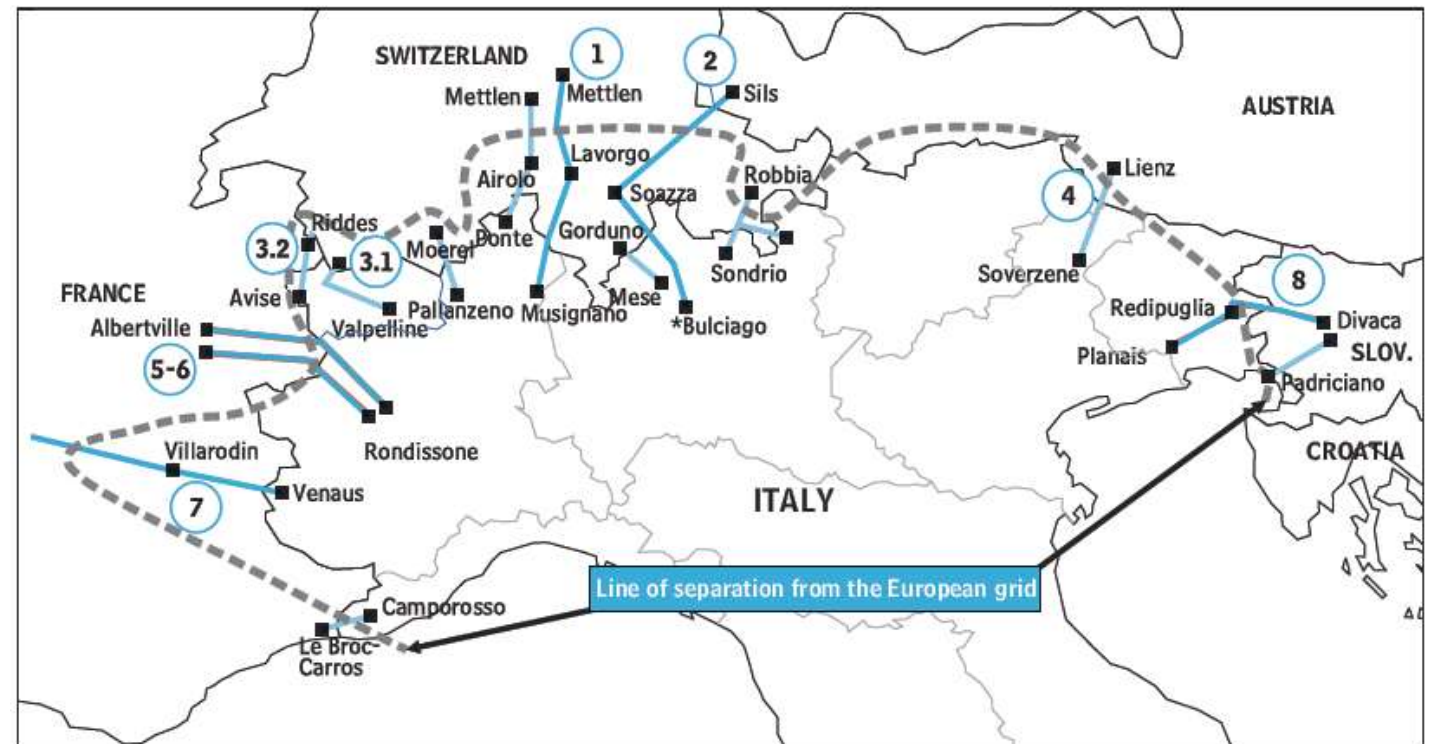 SWITZERLAND
1
2
Mettlen
Mettlen
Sils
AUSTRIA
Lavorgo
Airolo
Robbia
Lienz
Soazza
4
Riddes
3.2
Moerel
Ponte
Gorduno
3.1
Sondrio
Soverzene
8
FRANCE
Avise
Pallanzeno
Musignano
Mese
Redipuglia
Albertville
Valpelline
*Bulciago
Divaca
5-6
Planais
SLOV.
Padriciano
Villarodin
Rondissone
CROATIA
7
Venaus
ITALY
Line of separation from the European grid
Camporosso
Le Broc-
Carros